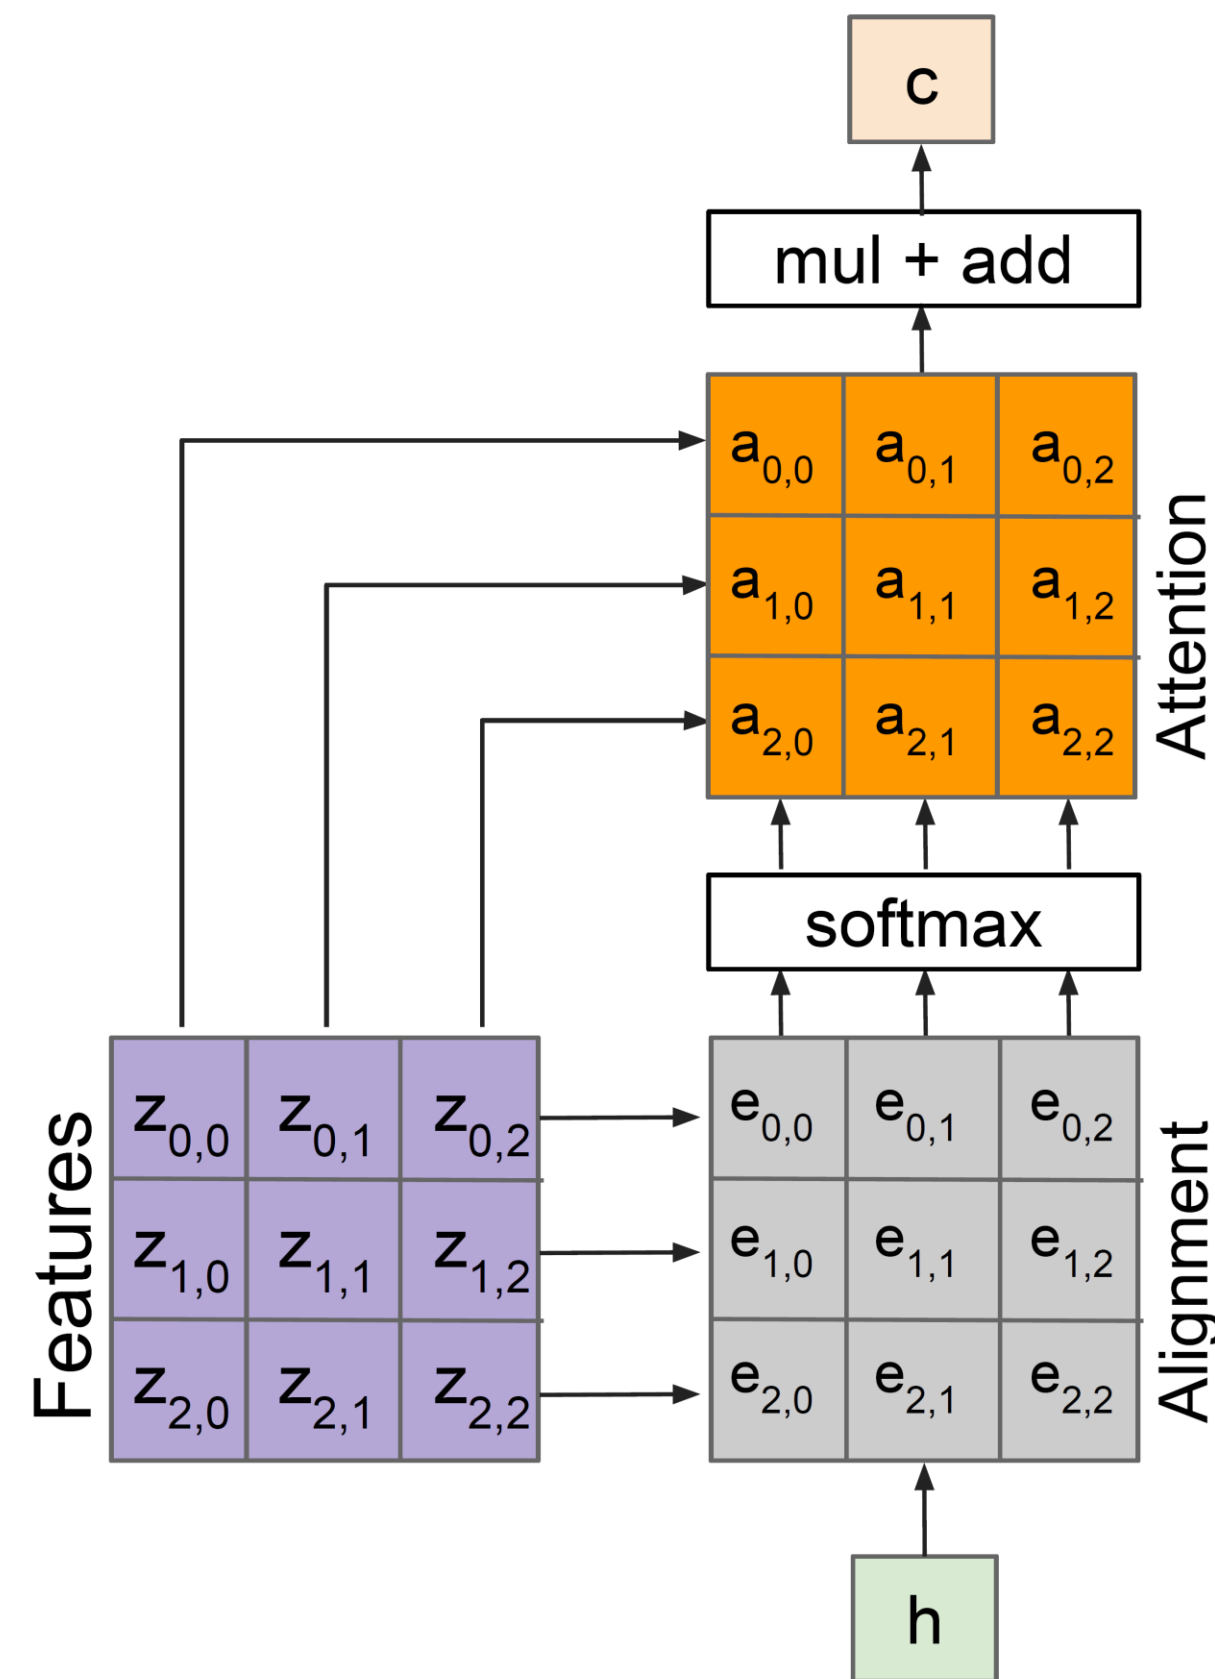 c
mul + add
a0,0 a0,1 a0,2
a1,0 a1,1 a1,2
a2,0 a2,1 a2,2
Attention
softmax
Features
z0,0 z0,1 z0,2
z1,0 z1,1 z1,2
z2,0 z2,1 z2,2
e0,0 e0,1 e0,2
e1,0 e1,1 e1,2
e2,0 e2,1 e2,2
Alignment
h